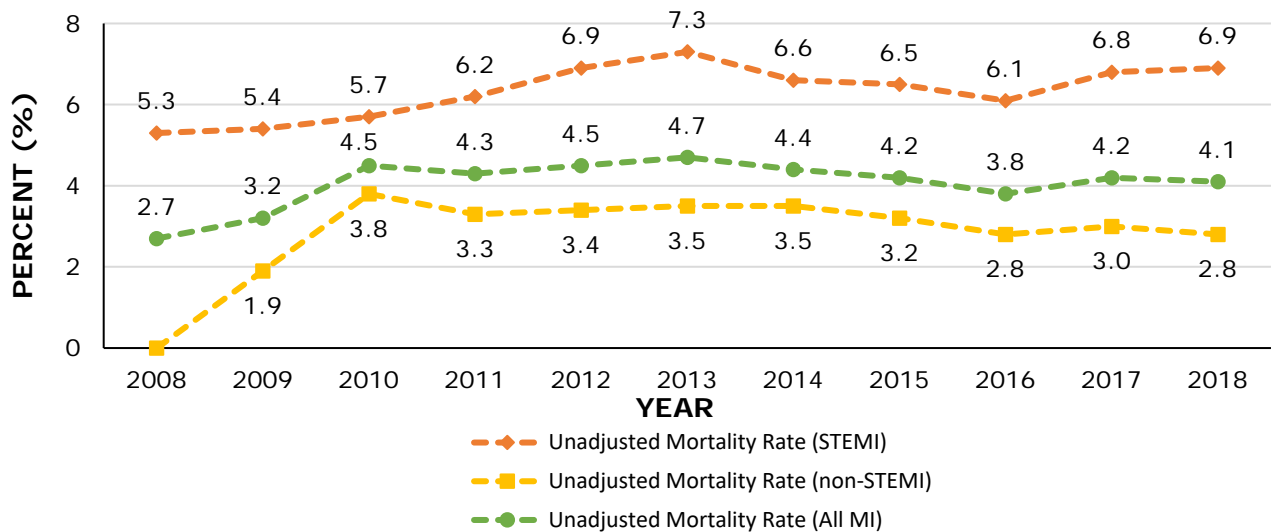 8
6
4
2
0
PERCENT (%)
5.3 5.4 5.7 6.2 6.9 7.3 6.6 6.5 6.1 6.8 6.9
2.7 3.2 4.5 4.3 4.5 4.7 4.4 4.2 3.8 4.2 4.1
1.9 3.8 3.3 3.4 3.5 3.5 3.2 2.8 3.0 2.8
2008 2009 2010 2011 2012 2013 2014 2015 2016 2017 2018
YEAR
Unadjusted Mortality Rate (STEMI)
Unadjusted Mortality Rate (non-STEMI)
Unadjusted Mortality Rate (All MI)